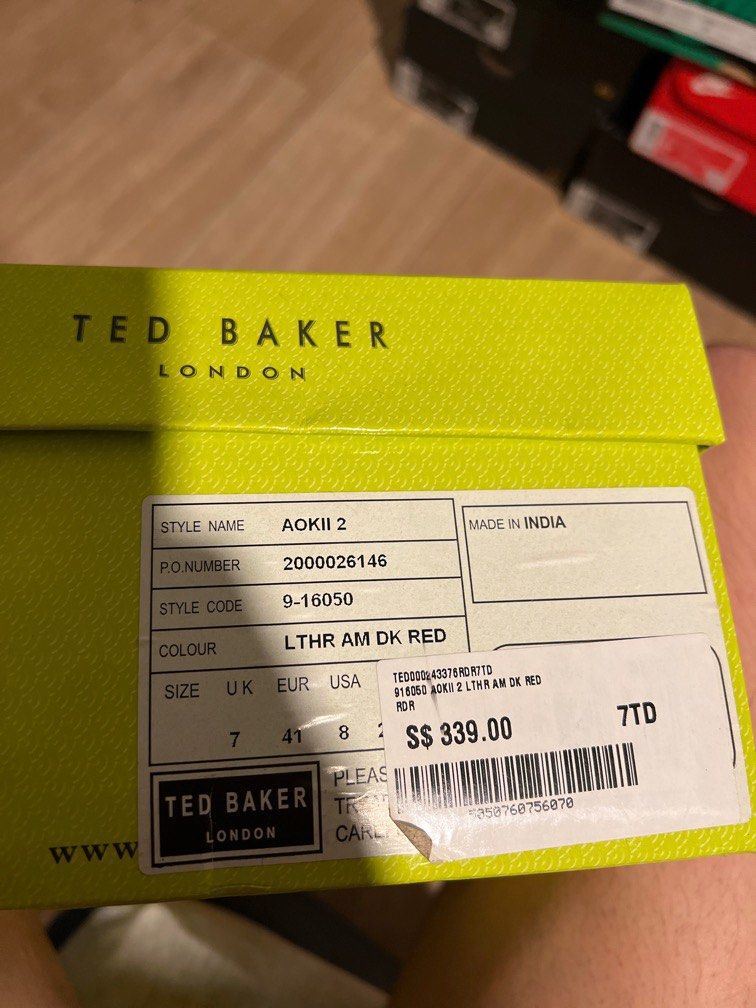 TED BAKER
LONDON
STYLE NAME AOKII 2
P.O.NUMBER 2000026146
STYLE CODE 9-16050
COLOUR LTHR AM DK RED
SIZE UK EUR USA
7 41 8
MADE IN INDIA
TED000243376RDR7TD
916050 AOKII 2 LTHR AM DK RED
RDR
S$ 339.00 7TD
5050760756070
TED BAKER
LONDON
PLEAS
WWW